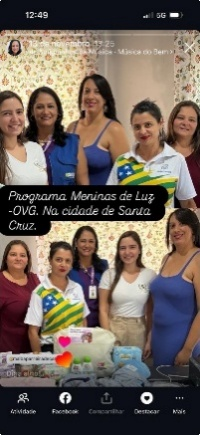 12:49
5G
Programa Meninas de Luz
-OVG. Na cidade de Santa
Cruz.
Atividade
Facebook
Compartilhar
Destacar
Mais